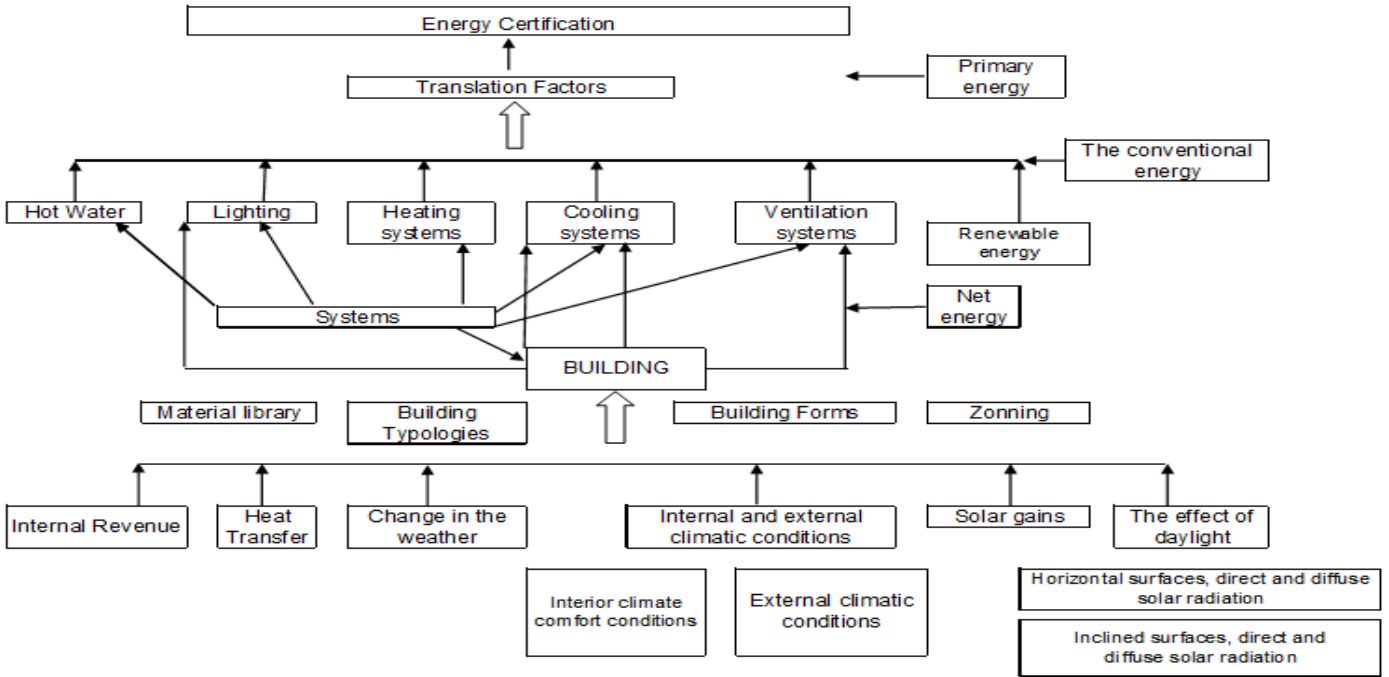 Energy Certification
Translation Factors
Primary
energy
The conventional
energy
Hot Water
Lighting
Heating
systems
Cooling
systems
Ventilation
systems
Renewable
energy
Systems
Net
energy
BUILDING
Material library
Building
Typologies
Building Forms
Zonning
Internal Revenue
Heat
Transfer
Change in the
weather
Internal and external
climatic conditions
Solar gains
The effect of
daylight
Interior climate
comfort conditions
External climatic
conditions
Horizontal surfaces, direct and diffuse
solar radiation
Inclined surfaces, direct and
diffuse solar radiation